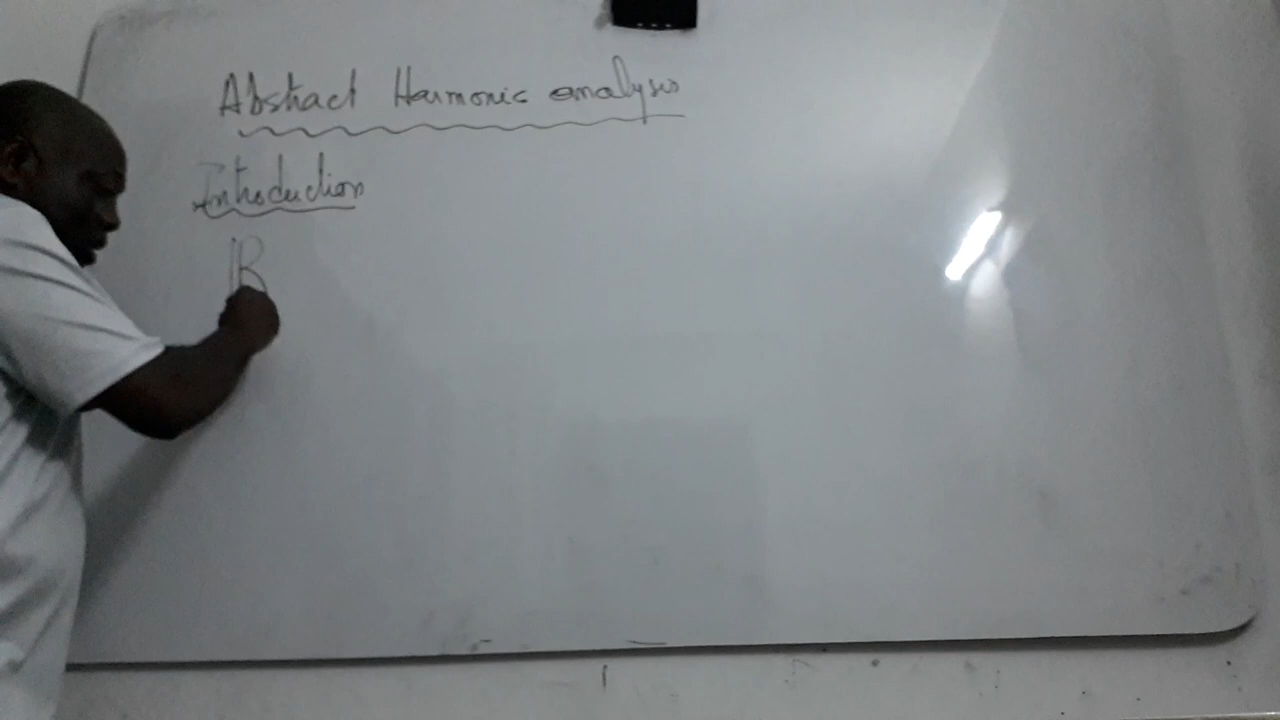 Abstract Harmonic analysis
Introduction
ℝ